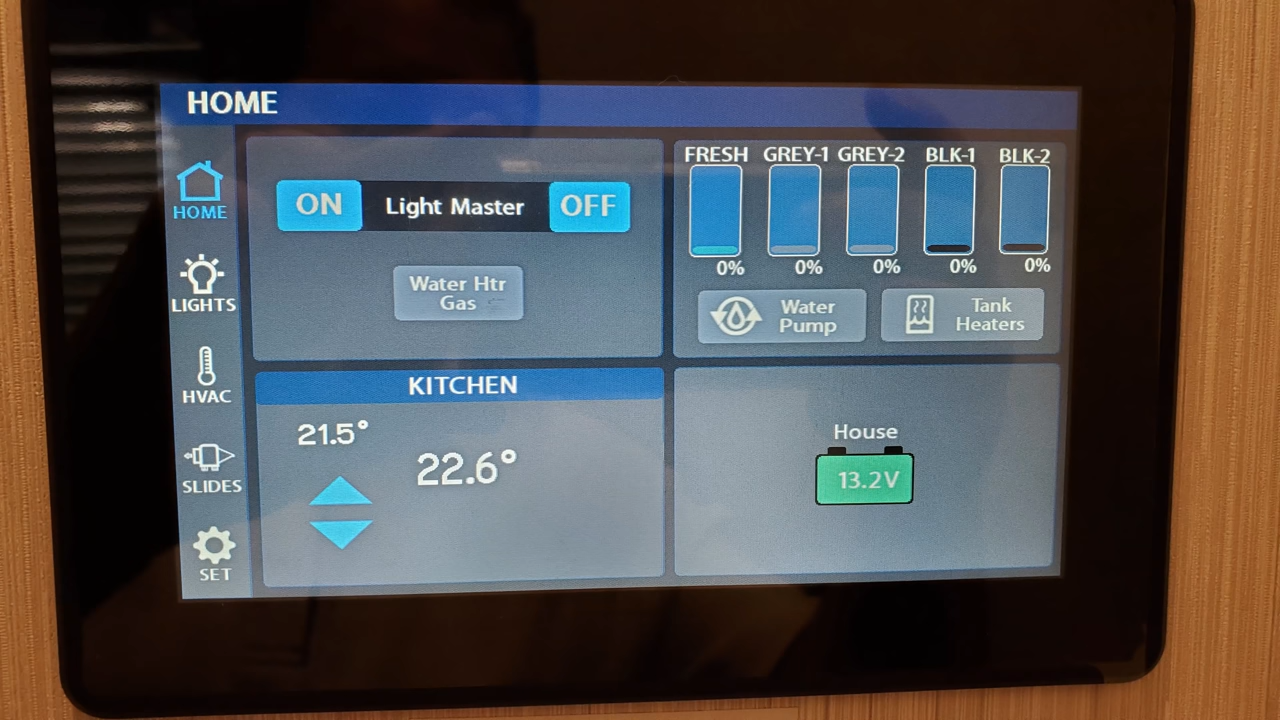 HOME
HOME
LIGHTS
HVAC
SLIDES
SET
ON Light Master OFF
Water Htr
Gas
FRESH GREY-1 GREY-2 BLK-1 BLK-2
0% 0% 0% 0% 0%
Water
Pump
Tank
Heaters
KITCHEN
21.5°
22.6°
House
13.2V